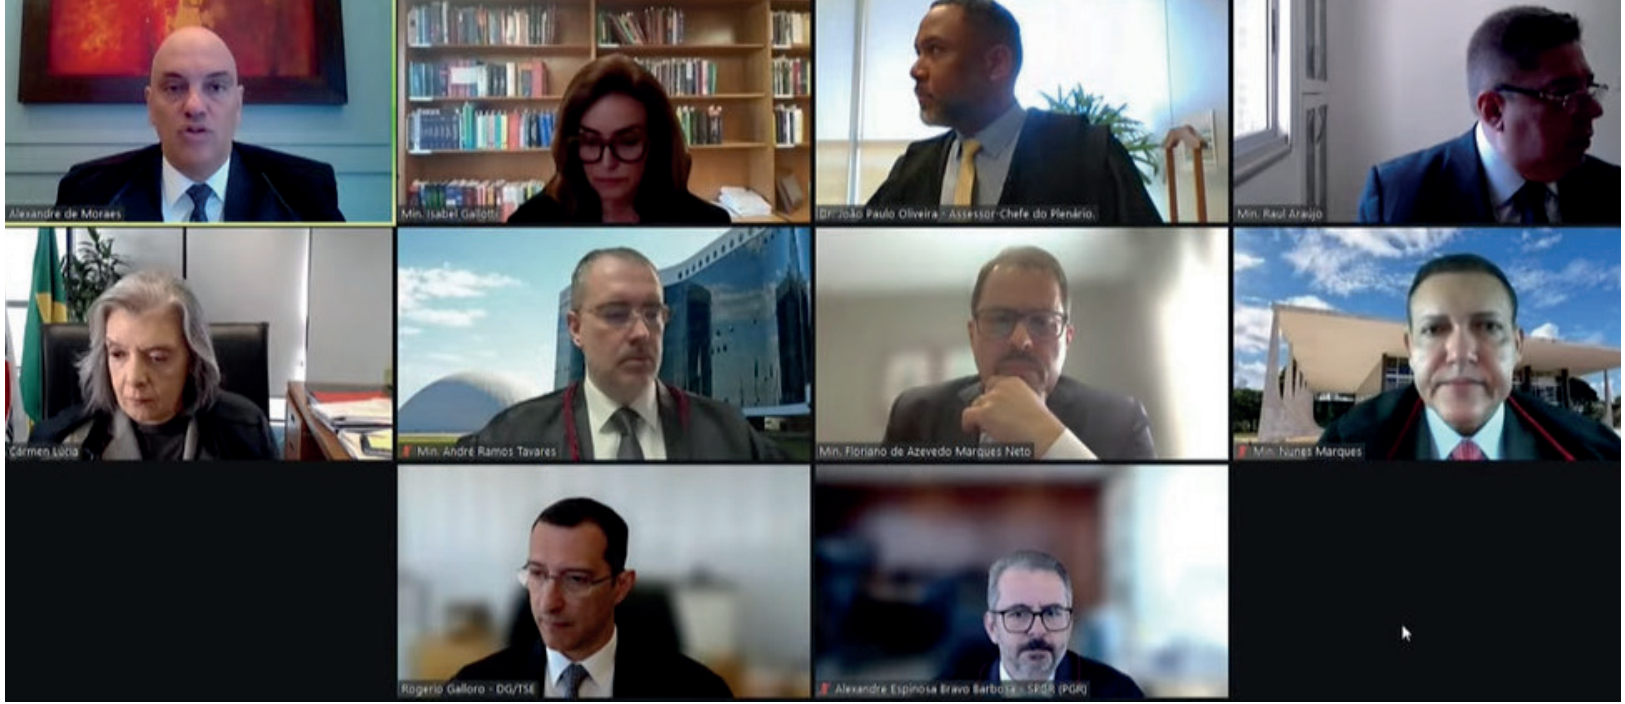 Alexandre de Moraes
Min. Isabel Gallotti
Dr. João Paulo Oliveira - Assessor-Chefe do Plenário.
Min. Raul Araújo
Cármen Lúcia
Min. André Ramos Tavares
Min. Floriano de Azevedo Marques Neto
Min. Nunes Marques
Rogerio Galloro - DG/TSE
Alexandre Espinosa Bravo Barbosa - SPGR (PGR)